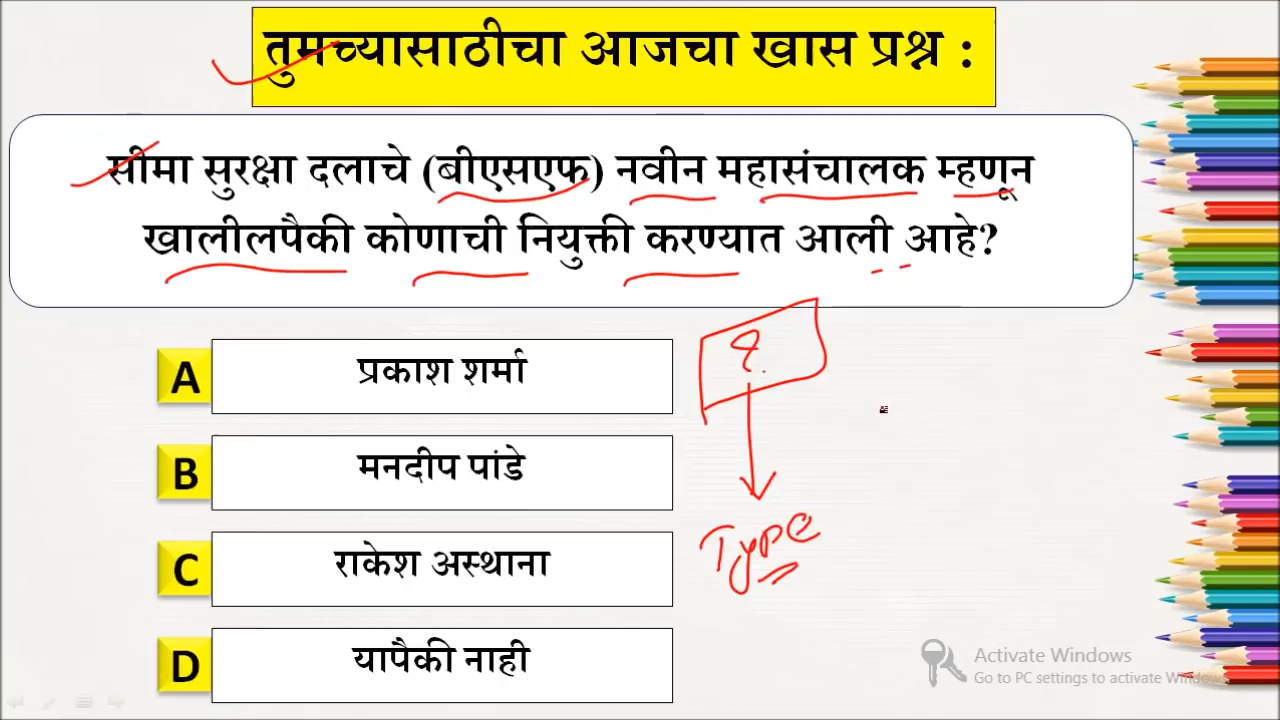 तुमच्यासाठीचा आजचा खास प्रश्न :
सीमा सुरक्षा दलाचे (बीएसएफ) नवीन महासंचालक म्हणून
खालीलपैकी कोणाची नियुक्ती करण्यात आली आहे?
A प्रकाश शर्मा
?
B मनदीप पांडे
C राकेश अस्थाना
Type
D यापैकी नाही
Activate Windows
Go to PC settings to activate Windows.